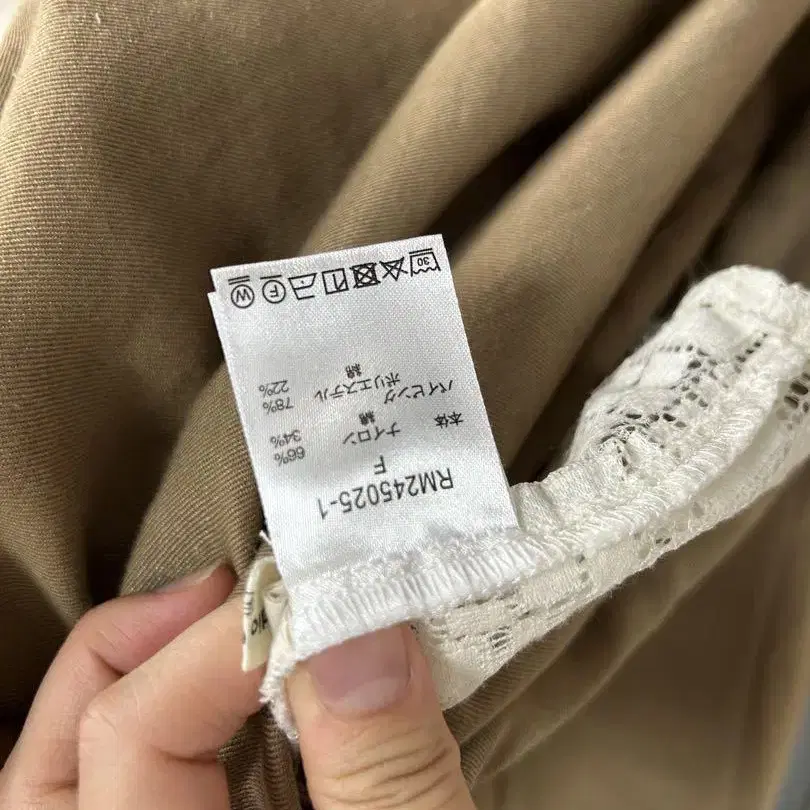 RM245025-1
F
本体 ナイロン 66%
綿 34%
パイピング
ポリエステル 78%
綿 22%
30
F W